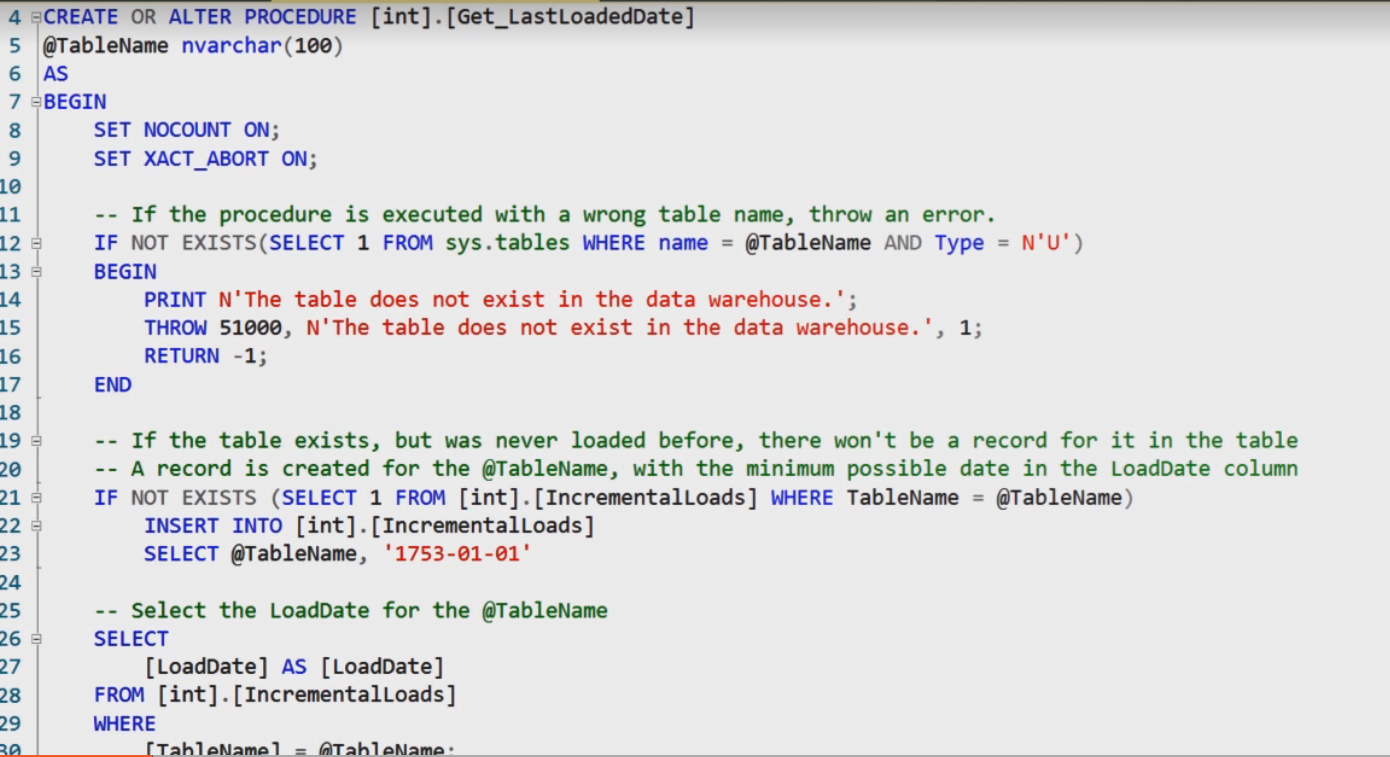 4 CREATE OR ALTER PROCEDURE [int].[Get_LastLoadedDate]
5 @TableName nvarchar(100)
6 AS
7 BEGIN
8 SET NOCOUNT ON;
9 SET XACT_ABORT ON;
10
11 -- If the procedure is executed with a wrong table name, throw an error.
12 IF NOT EXISTS(SELECT 1 FROM sys.tables WHERE name = @TableName AND Type = N'U')
13 BEGIN
14 PRINT N'The table does not exist in the data warehouse.';
15 THROW 51000, N'The table does not exist in the data warehouse.', 1;
16 RETURN -1;
17 END
18
19 -- If the table exists, but was never loaded before, there won't be a record for it in the table
20 -- A record is created for the @TableName, with the minimum possible date in the LoadDate column
21 IF NOT EXISTS (SELECT 1 FROM [int].[IncrementalLoads] WHERE TableName = @TableName)
22 INSERT INTO [int].[IncrementalLoads]
23 SELECT @TableName, '1753-01-01'
24
25 -- Select the LoadDate for the @TableName
26 SELECT
27 [LoadDate] AS [LoadDate]
28 FROM [int].[IncrementalLoads]
29 WHERE
30 [TableName] = @TableName;